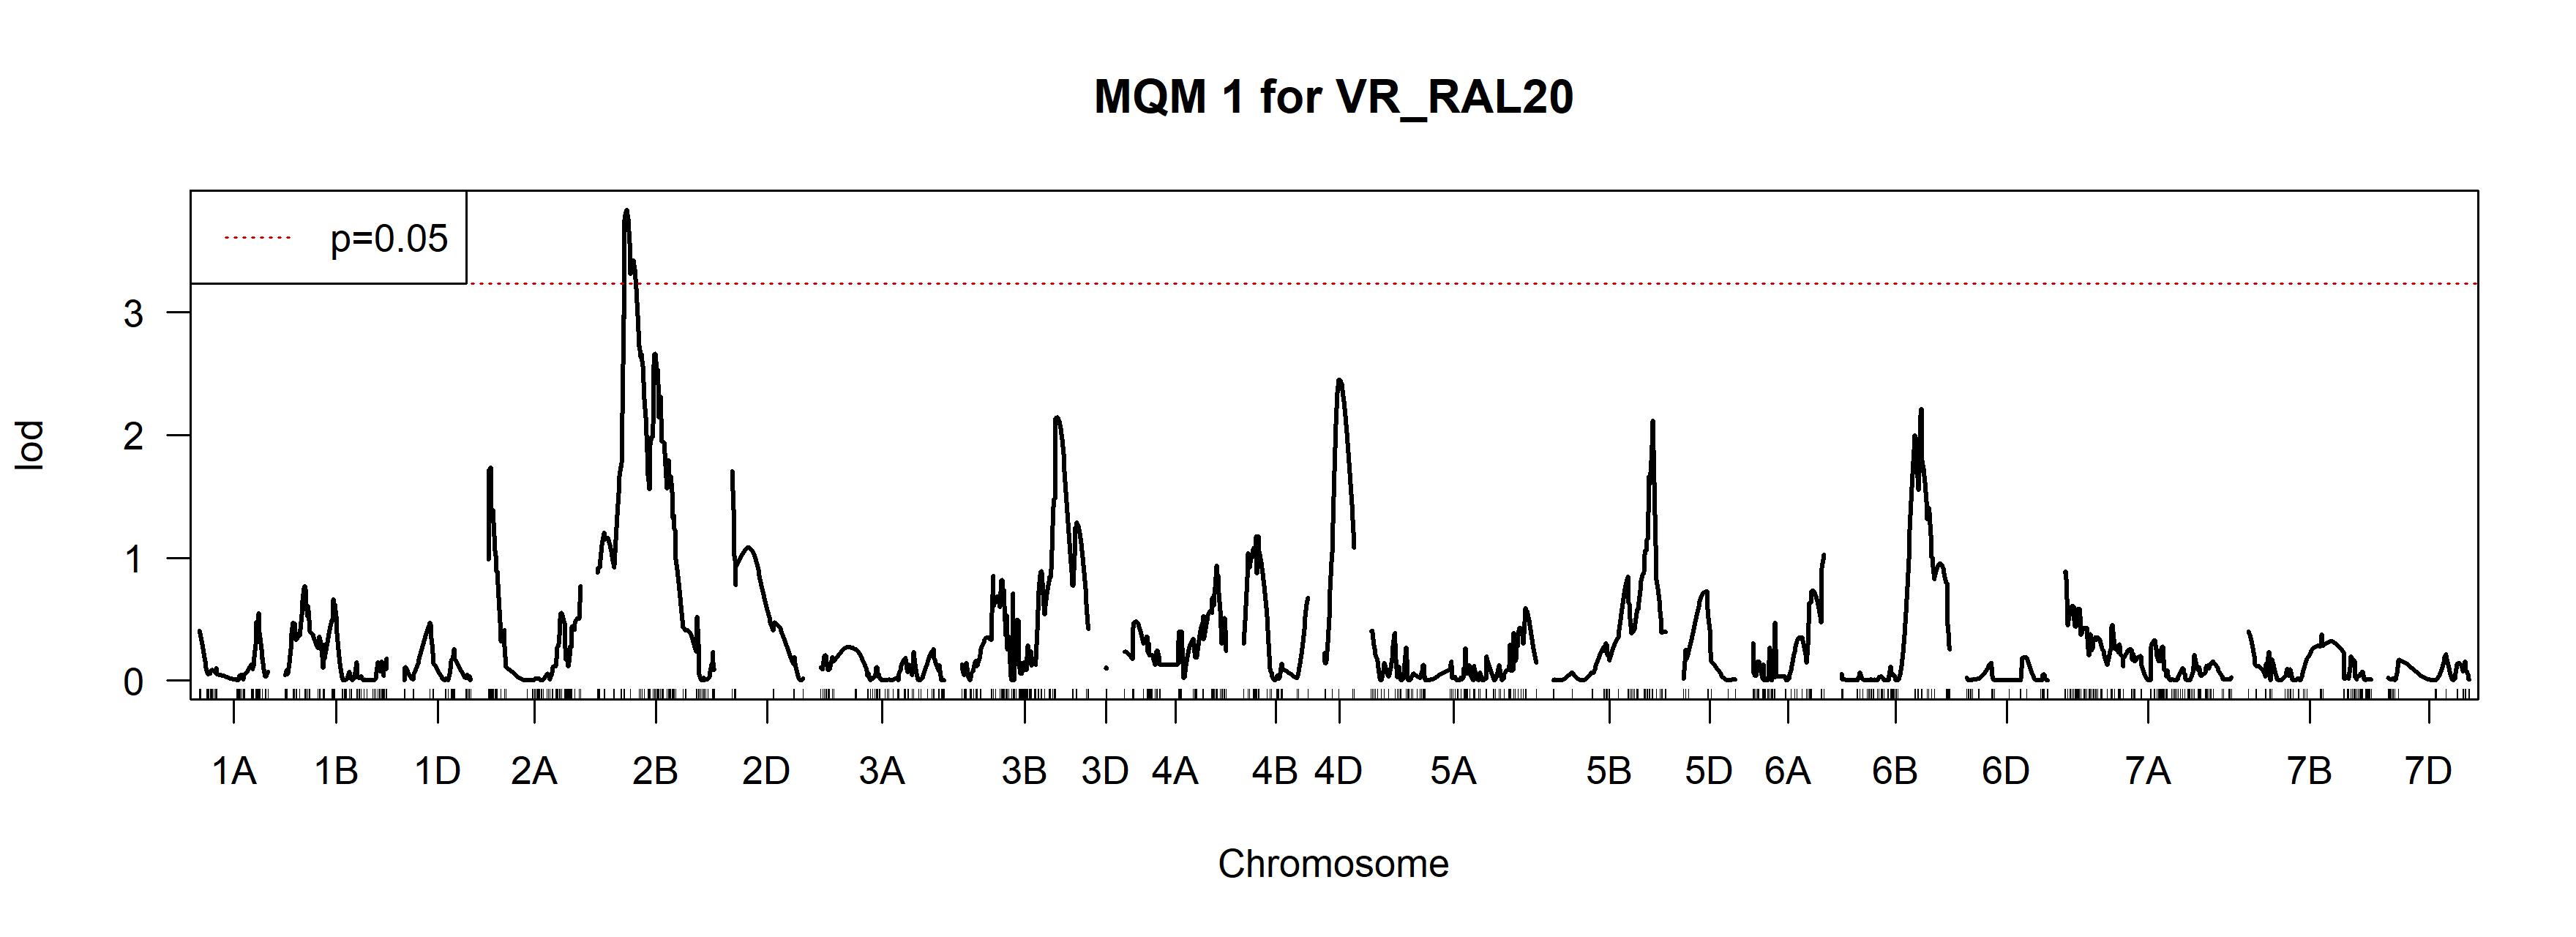 MQM 1 for VR_RAL20
p=0.05
3
2
1
0
lod
1A 1B 1D 2A 2B 2D 3A 3B 3D 4A 4B 4D 5A 5B 5D 6A 6B 6D 7A 7B 7D
Chromosome